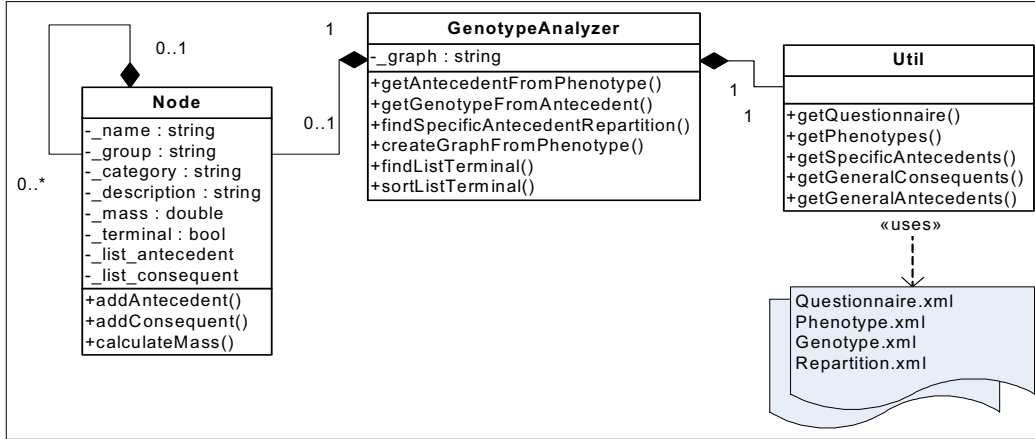 0..1
0..*
Node
-_name : string
-_group : string
-_category : string
-_description : string
-_mass : double
-_terminal : bool
-_list_antecedent
-_list_consequent
+addAntecedent()
+addConsequent()
+calculateMass()
1
0..1
GenotypeAnalyzer
-_graph : string
+getAntecedentFromPhenotype()
+getGenotypeFromAntecedent()
+findSpecificAntecedentRepartition()
+createGraphFromPhenotype()
+findListTerminal()
+sortListTerminal()
1
1
Util
+getQuestionnaire()
+getPhenotypes()
+getSpecificAntecedents()
+getGeneralConsequents()
+getGeneralAntecedents()
«uses»
Questionnaire.xml
Phenotype.xml
Genotype.xml
Repartition.xml